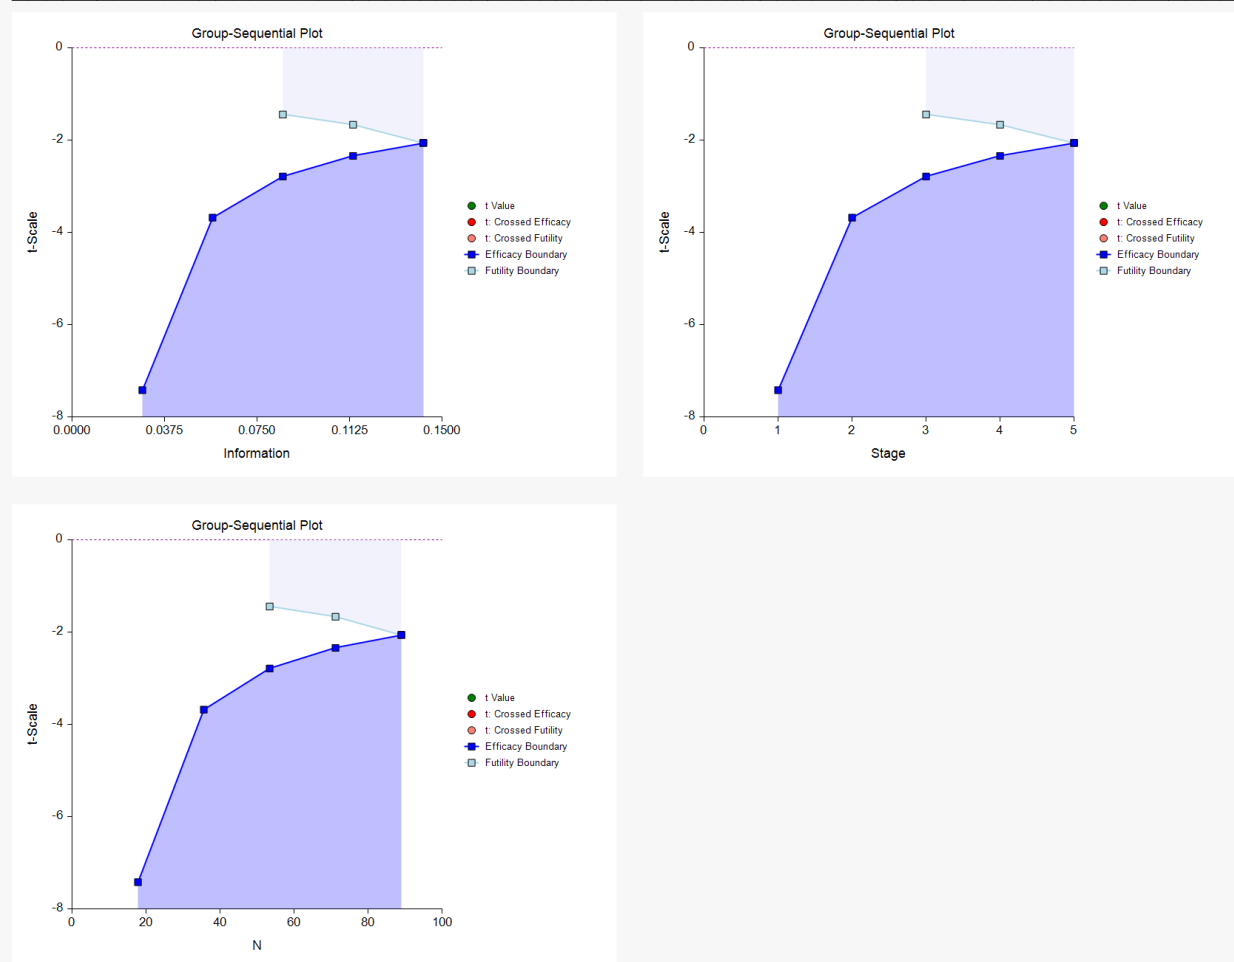 Group-Sequential Plot
0
-2
-4
-6
-8
t-Scale
0.0000 0.0375 0.0750 0.1125 0.1500
Information
t Value
t: Crossed Efficacy
t: Crossed Futility
Efficacy Boundary
Futility Boundary
Group-Sequential Plot
0
-2
-4
-6
-8
t-Scale
0 1 2 3 4 5
Stage
t Value
t: Crossed Efficacy
t: Crossed Futility
Efficacy Boundary
Futility Boundary
Group-Sequential Plot
0
-2
-4
-6
-8
t-Scale
0 20 40 60 80 100
N
t Value
t: Crossed Efficacy
t: Crossed Futility
Efficacy Boundary
Futility Boundary